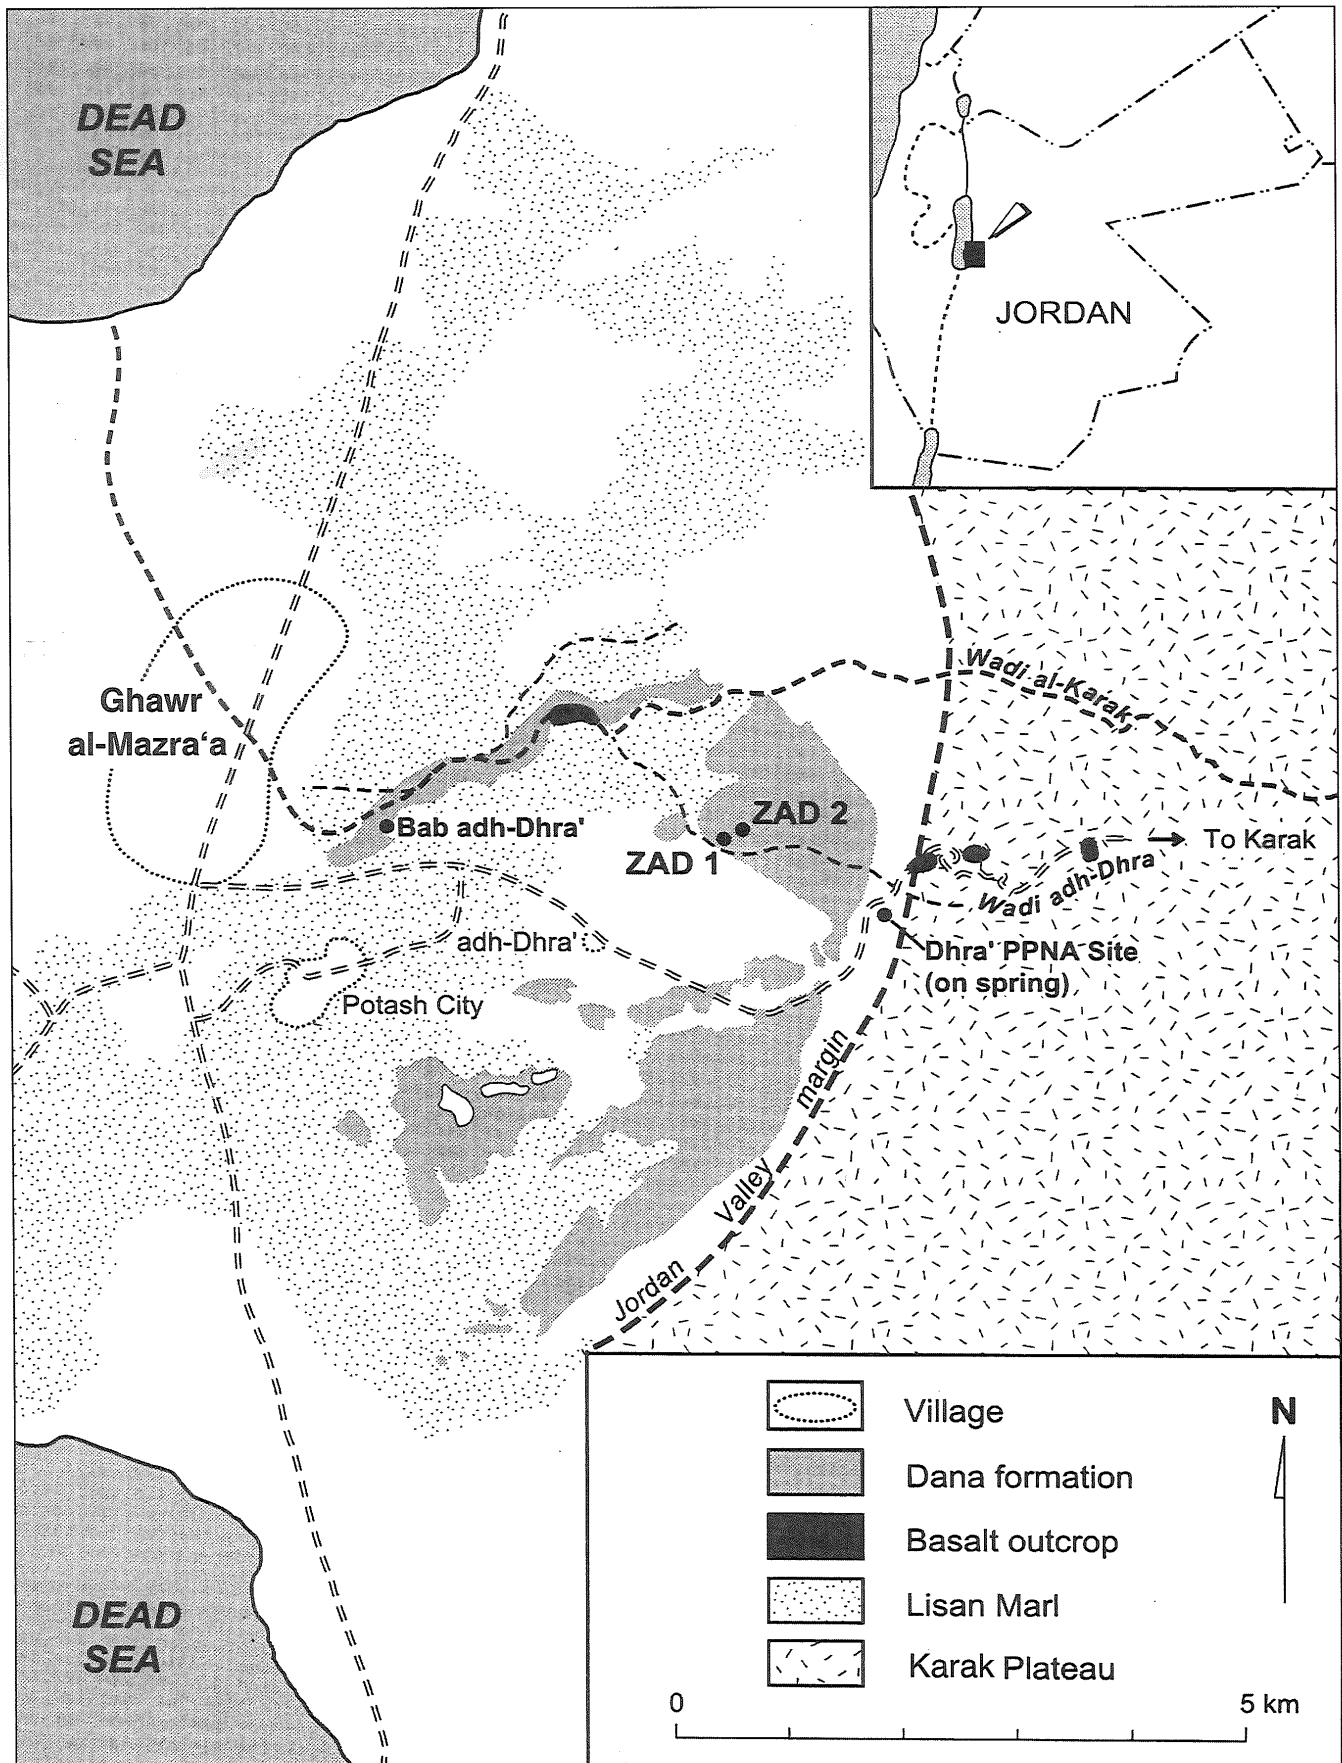 DEAD
SEA
JORDAN
Wadi al-Karak
Ghawr
al-Mazra‘a
Bab adh-Dhra'
ZAD 2
ZAD 1
To Karak
Wadi adh-Dhra
adh-Dhra'
Dhra' PPNA Site
(on spring)
Potash City
Jordan Valley margin
Village
N
Dana formation
Basalt outcrop
Lisan Marl
Karak Plateau
DEAD
SEA
0
5 km